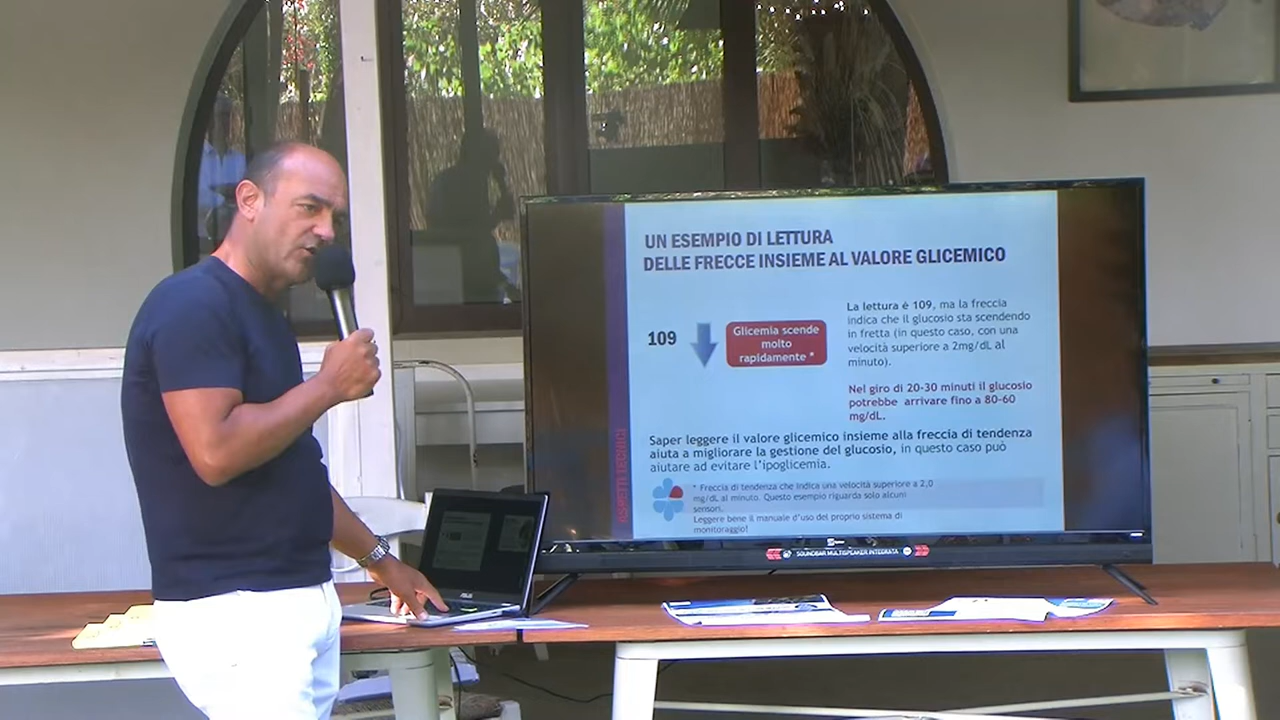 UN ESEMPIO DI LETTURA
DELLE FRECCE INSIEME AL VALORE GLICEMICO
109
Glicemia scende
molto
rapidamente *
La lettura è 109, ma la freccia
indica che il glucosio sta scendendo
in fretta (in questo caso, con una
velocità superiore a 2mg/dL al
minuto).
Nel giro di 20-30 minuti il glucosio
potrebbe arrivare fino a 80-60
mg/dL.
Saper leggere il valore glicemico insieme alla freccia di tendenza
aiuta a migliorare la gestione del glucosio, in questo caso può
aiutare ad evitare l'ipoglicemia.
* Freccia di tendenza che indica una velocità superiore a 2,0
mg/dL al minuto. Questo esempio riguarda solo alcuni
sensori.
Leggere bene il manuale d'uso del proprio sistema di
monitoraggio!
ASPETTI TECNICI
SOUNDBAR MULTISPEAKER INTEGRATA
ASUS